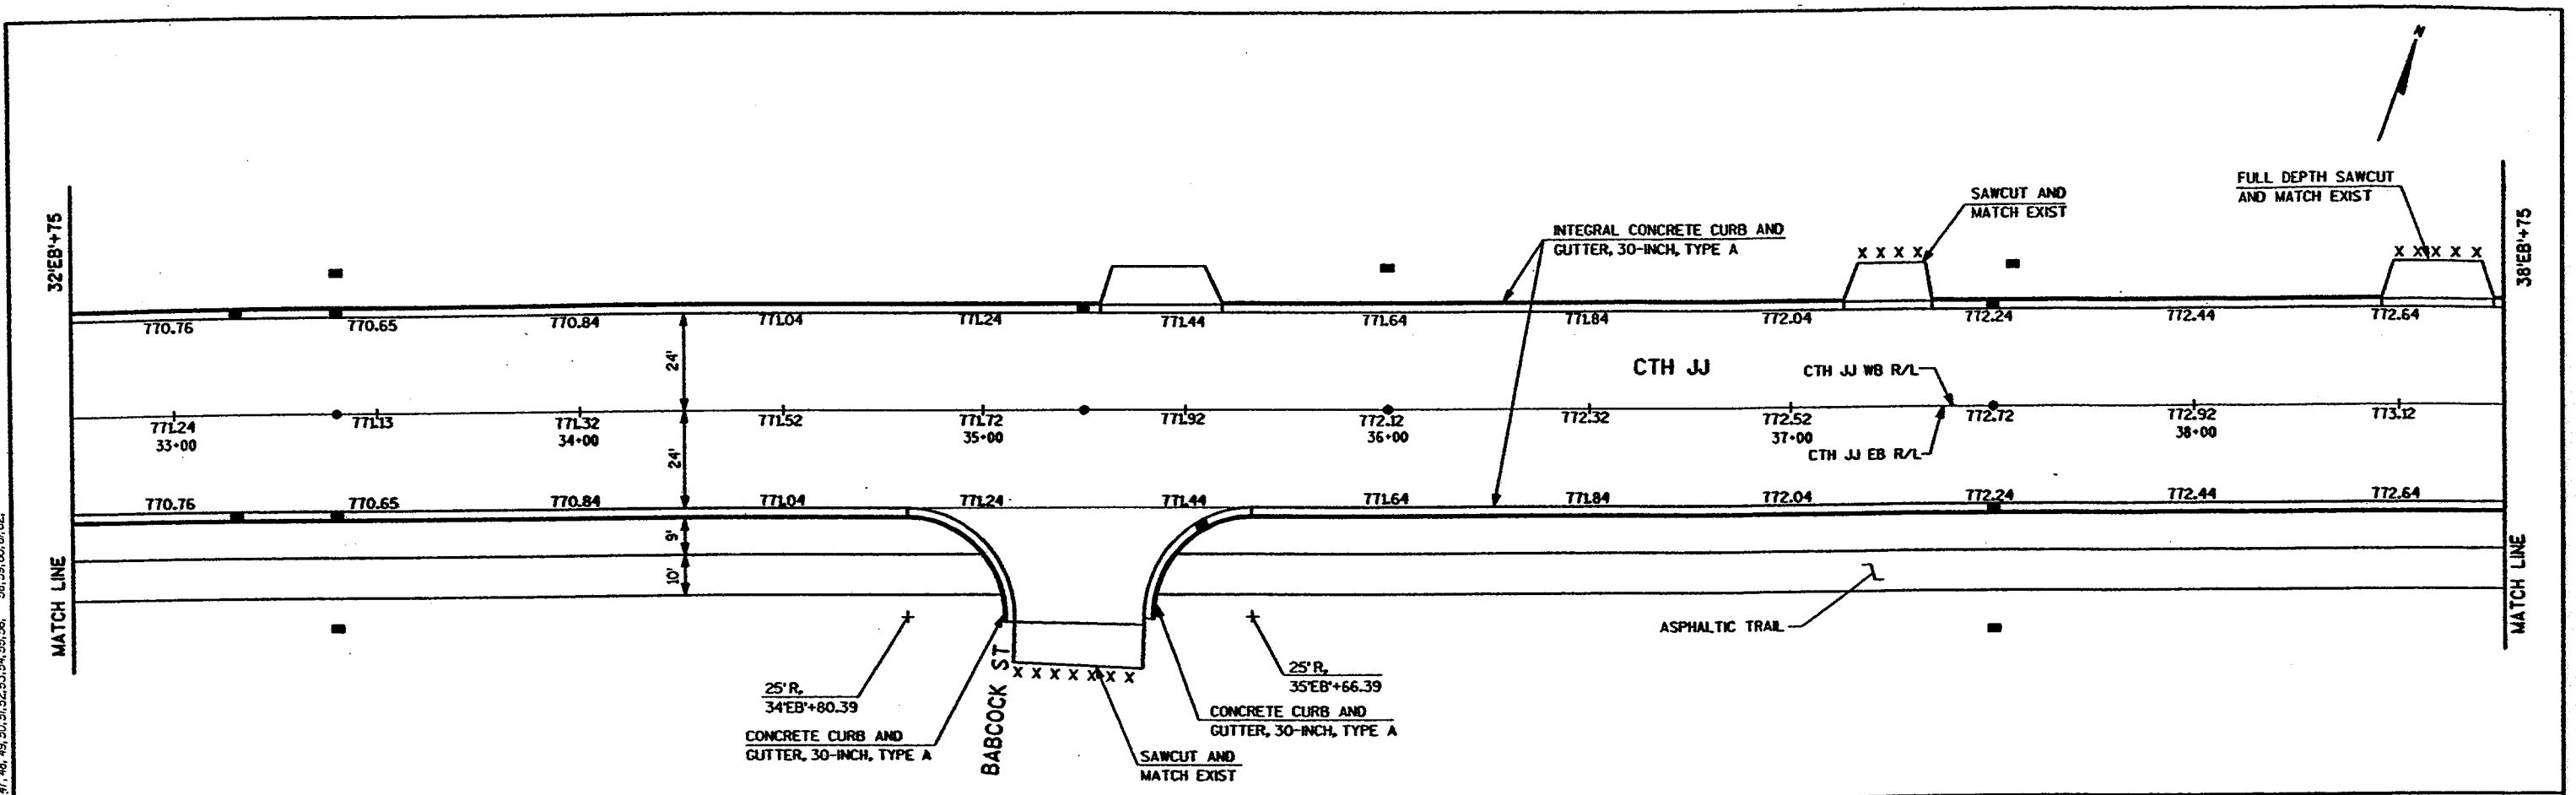 N
FULL DEPTH SAWCUT
AND MATCH EXIST
SAWCUT AND
MATCH EXIST
INTEGRAL CONCRETE CURB AND
GUTTER, 30-INCH, TYPE A
32'EB'+75
38'EB'+75
X X X X
X X X X X
770.76 770.65 770.84 771.04 771.24 771.44 771.64 771.84 772.04 772.24 772.44 772.64
24'
CTH JJ
CTH JJ WB R/L
771.24 771.13 771.32 771.52 771.72 771.92 772.12 772.32 772.52 772.72 772.92 773.12
33+00 34+00 35+00 36+00 37+00 38+00
24'
CTH JJ EB R/L
770.76 770.65 770.84 771.04 771.24 771.44 771.64 771.84 772.04 772.24 772.44 772.64
9'
10'
MATCH LINE
MATCH LINE
ASPHALTIC TRAIL
X X X X X X X
25' R,
34'EB'+80.39
25' R,
35'EB'+66.39
BABCOCK ST
CONCRETE CURB AND
GUTTER, 30-INCH, TYPE A
CONCRETE CURB AND
GUTTER, 30-INCH, TYPE A
SAWCUT AND
MATCH EXIST